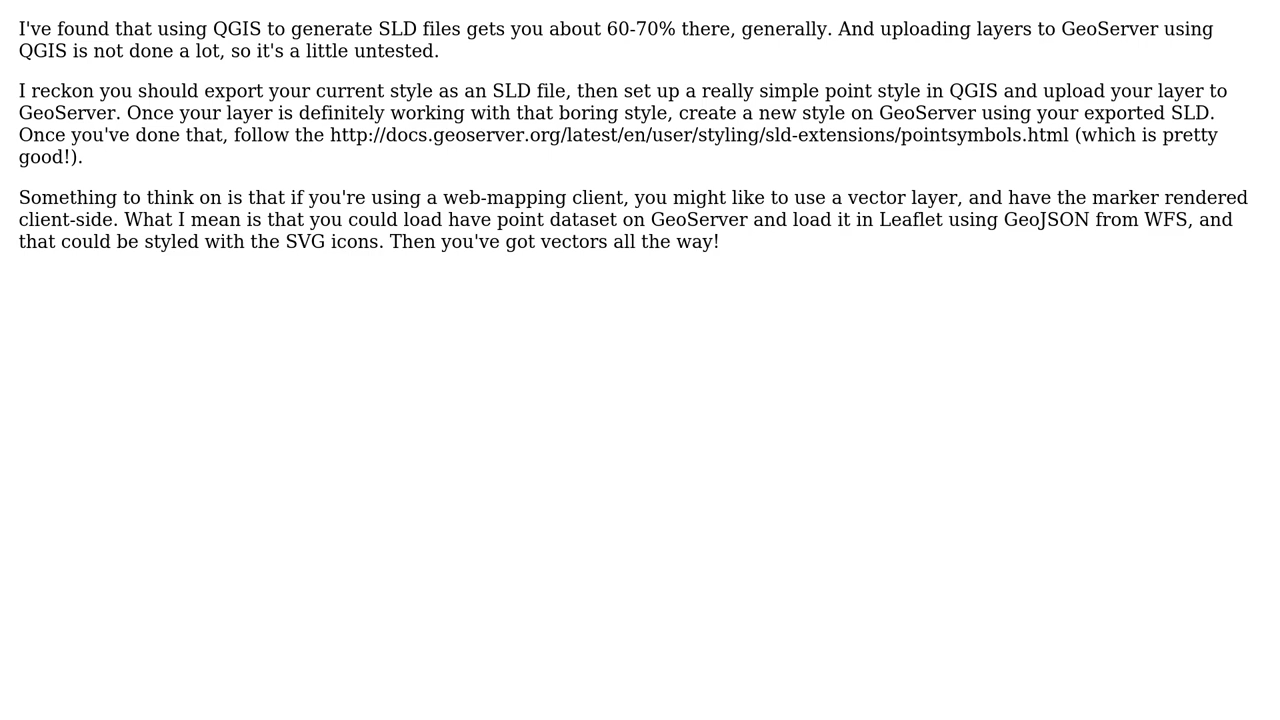 I've found that using QGIS to generate SLD files gets you about 60-70% there, generally. And uploading layers to GeoServer using
QGIS is not done a lot, so it's a little untested.
I reckon you should export your current style as an SLD file, then set up a really simple point style in QGIS and upload your layer to
GeoServer. Once your layer is definitely working with that boring style, create a new style on GeoServer using your exported SLD.
Once you've done that, follow the http://docs.geoserver.org/latest/en/user/styling/sld-extensions/pointsymbols.html (which is pretty
good!).
Something to think on is that if you're using a web-mapping client, you might like to use a vector layer, and have the marker rendered
client-side. What I mean is that you could load have point dataset on GeoServer and load it in Leaflet using GeoJSON from WFS, and
that could be styled with the SVG icons. Then you've got vectors all the way!